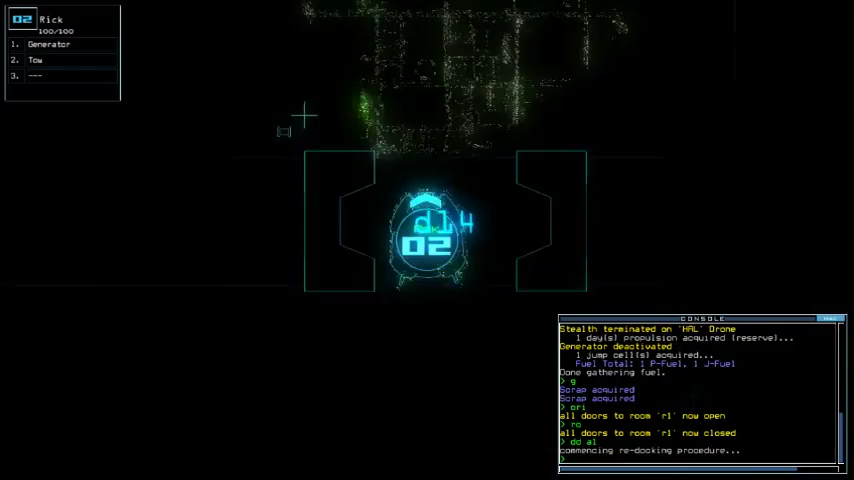 02 Rick
100/100
1. Generator
2. Tow
3. ---
d14
02
CONSOLE
Stealth terminated on 'HAL' Drone
1 day(s) propulsion acquired (reserve)...
Generator deactivated
1 jump cell(s) acquired...
Fuel Total: 1 P-Fuel, 1 J-Fuel
Done gathering fuel.
> g
Scrap acquired
Scrap acquired
> ori
all doors to room 'r1' now open
> ro
all doors to room 'r1' now closed
> dd a1
commencing re-docking procedure...
>